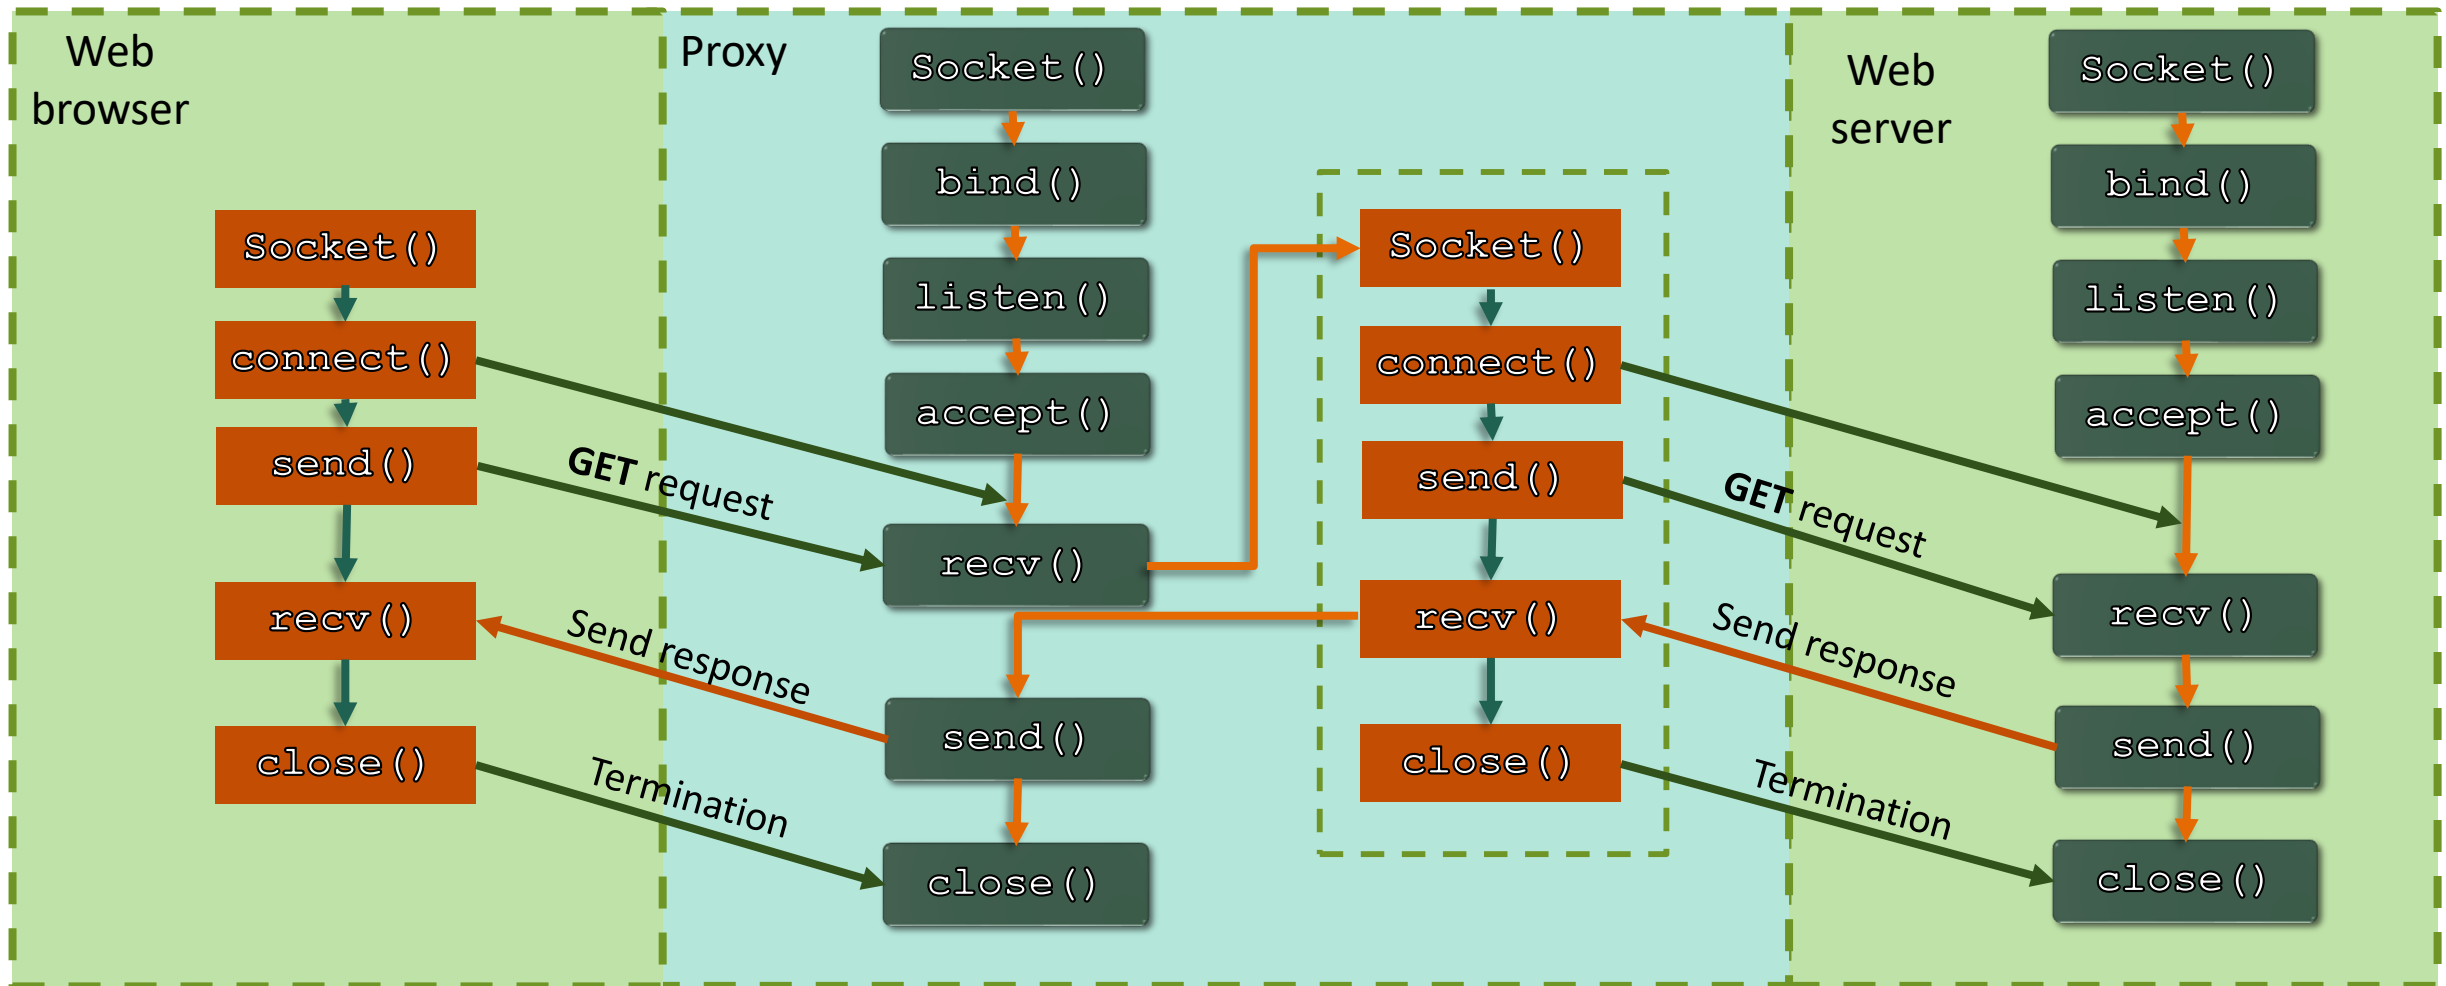 Web
browser
Socket()
connect()
send()
recv()
close()
GET request
Send response
Termination
Proxy
Socket()
bind()
listen()
accept()
recv()
send()
close()
Socket()
connect()
send()
recv()
close()
GET request
Send response
Termination
Web
server
Socket()
bind()
listen()
accept()
recv()
send()
close()